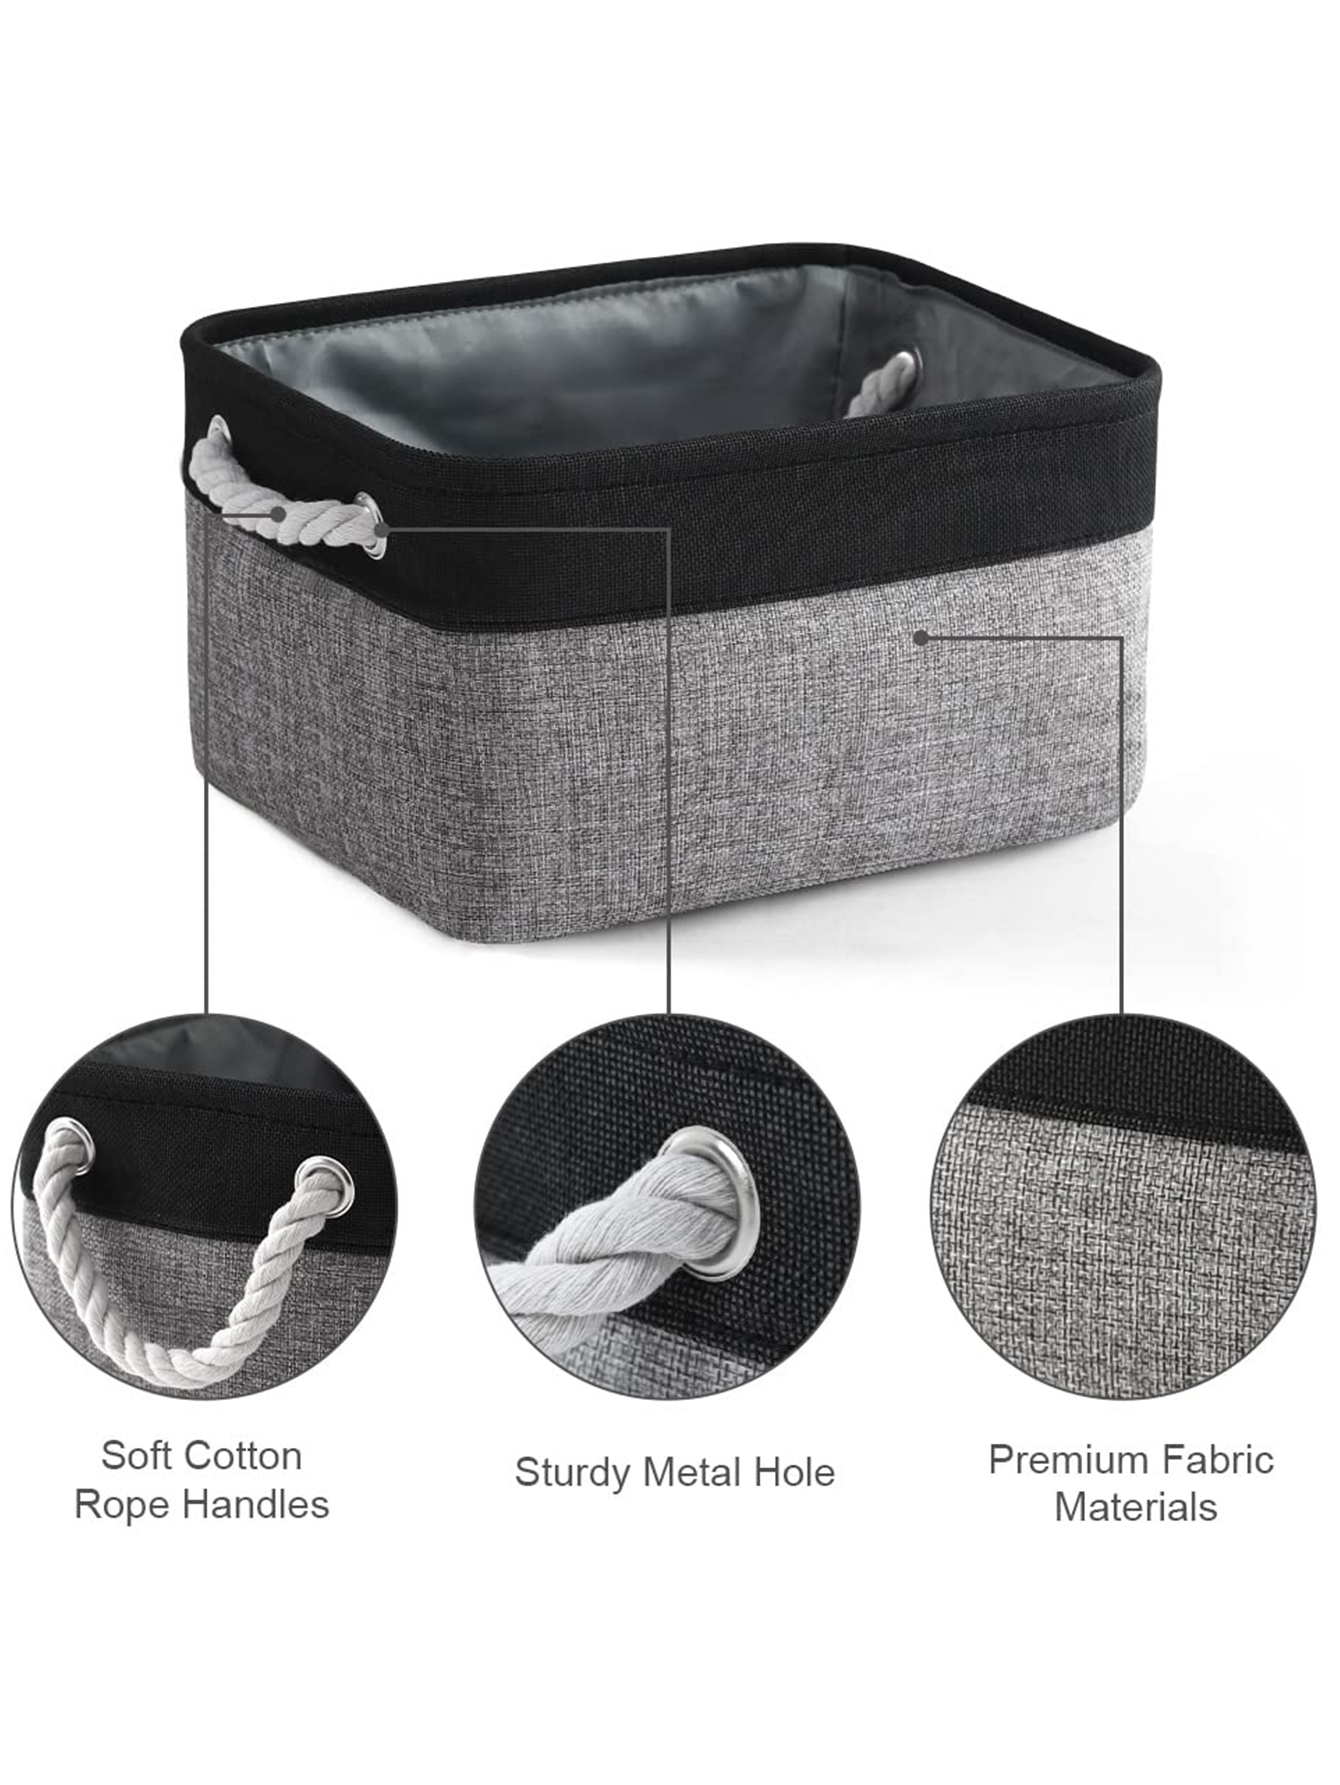 Soft Cotton
Rope Handles
Sturdy Metal Hole
Premium Fabric
Materials